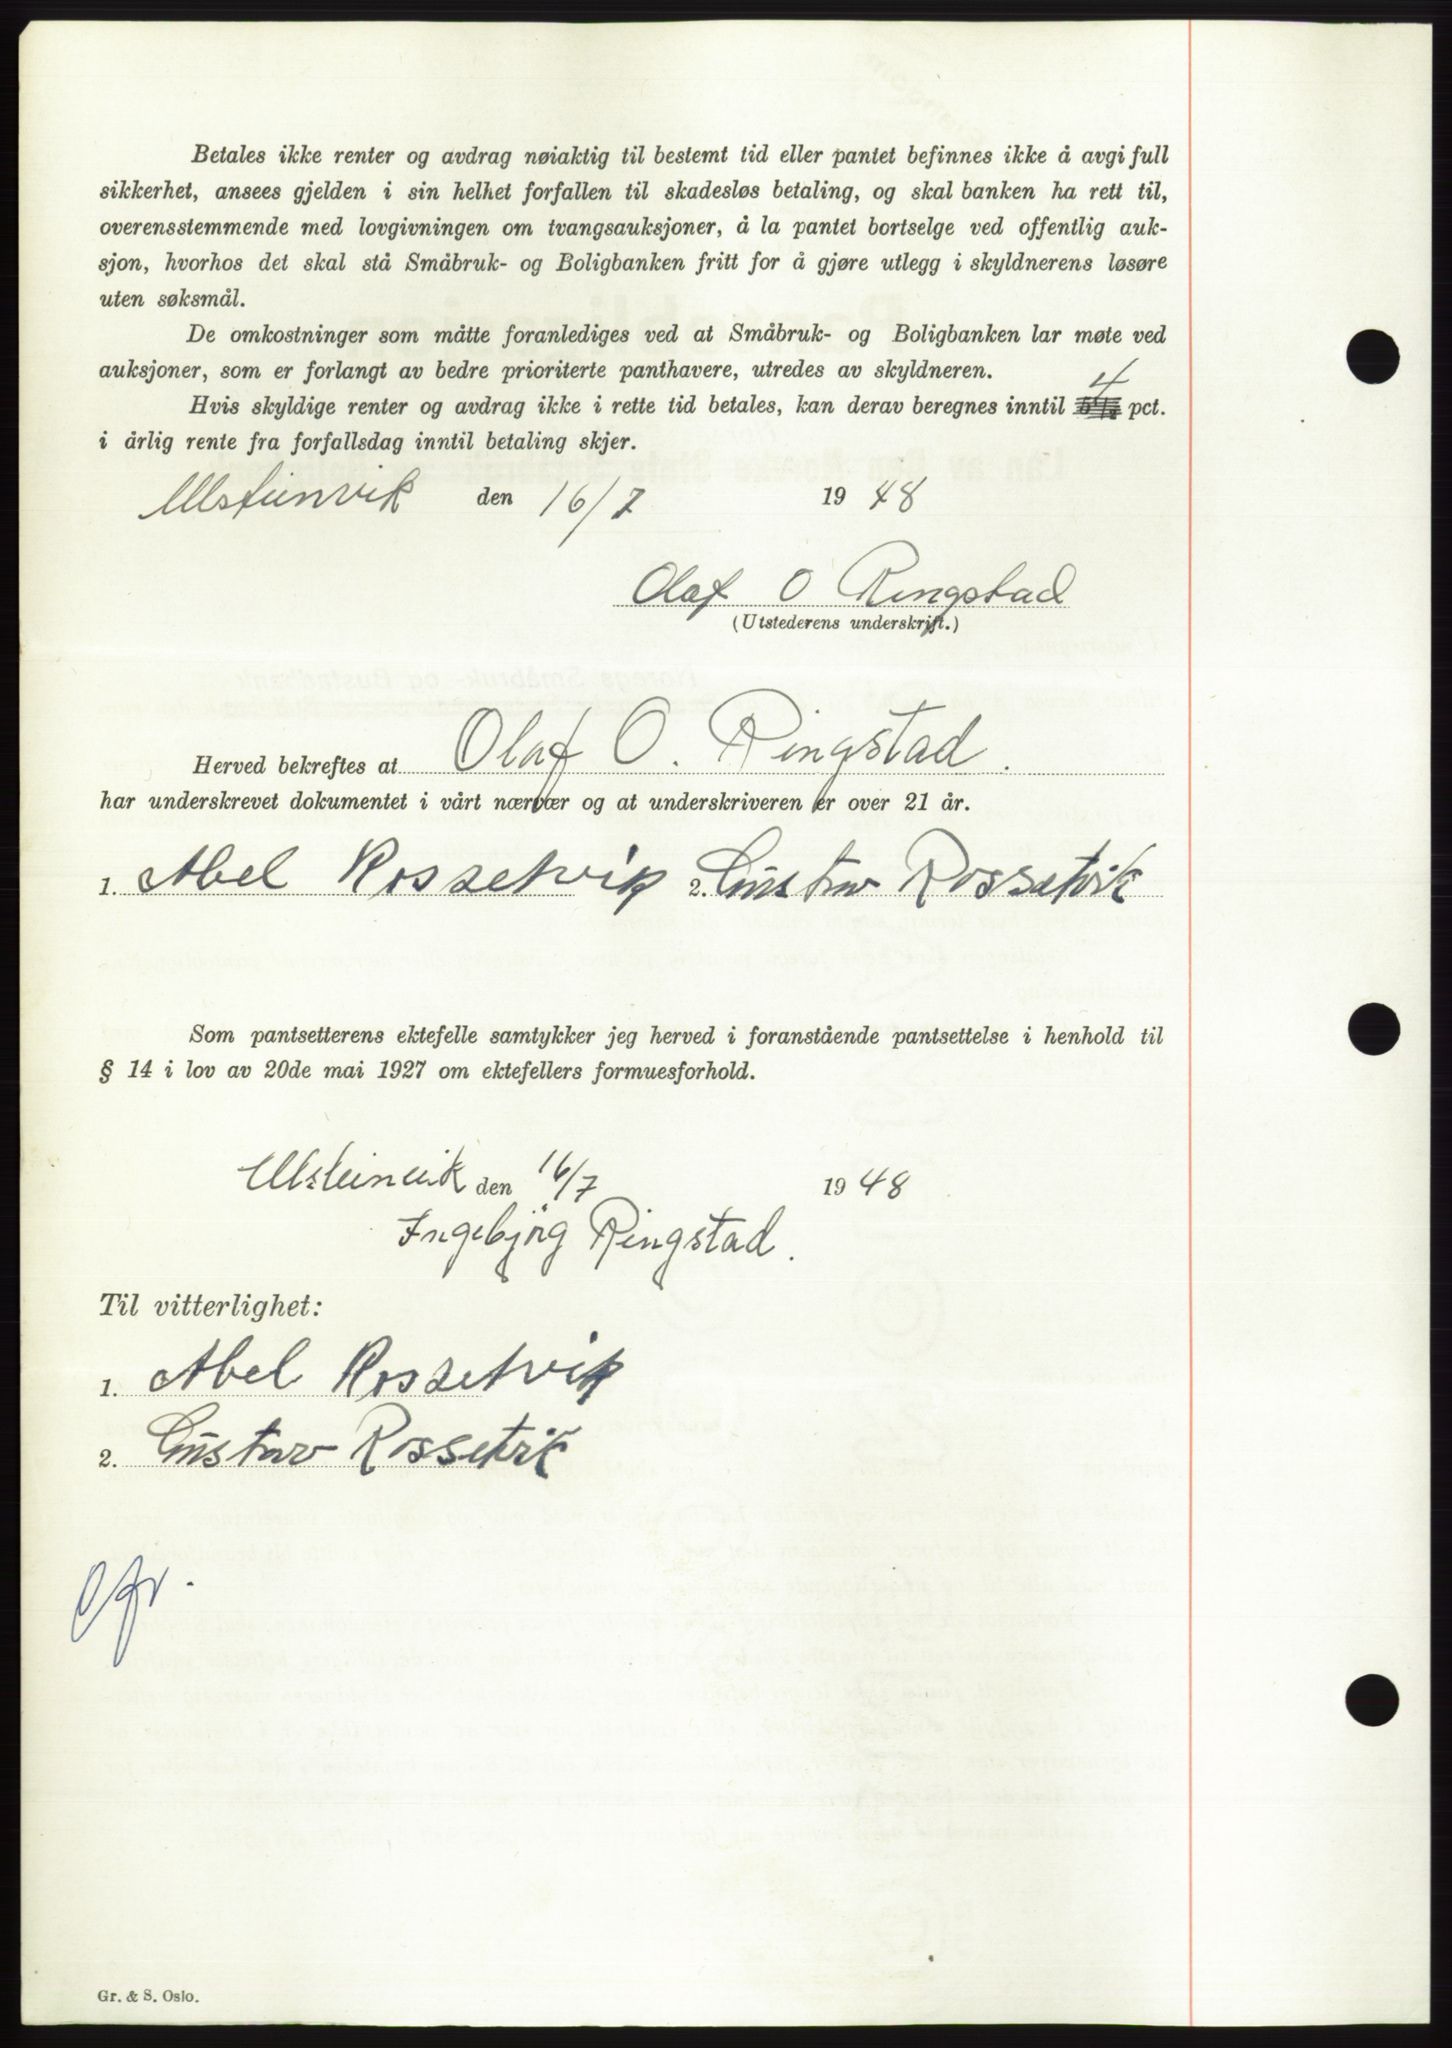 Betales ikke renter og avdrag nøiaktig til bestemt tid eller pantet befinnes ikke å avgi full
sikkerhet, ansees gjelden i sin helhet forfallen til skadesløs betaling, og skal banken ha rett til,
overensstemmende med lovgivningen om tvangsauksjoner, å la pantet bortselge ved offentlig auk-
sjon, hvorhos det skal stå Småbruk- og Boligbanken fritt for å gjøre utlegg i skyldnerens løsøre
uten søksmål.
De omkostninger som måtte foranlediges ved at Småbruk- og Boligbanken lar møte ved
auksjoner, som er forlangt av bedre prioriterte panthavere, utredes av skyldneren.
Hvis skyldige renter og avdrag ikke i rette tid betales, kan derav beregnes inntil 4 pct.
i årlig rente fra forfallsdag inntil betaling skjer.
Ulsteinvik den 16/7 1948
Olaf O Ringstad
(Utstederens underskrift.)
Herved bekreftes at Olaf O. Ringstad.
har underskrevet dokumentet i vårt nærvær og at underskriveren er over 21 år.
1. Abel Rossetvik 2. Gustav Rossetvik
Som pantsetterens ektefelle samtykker jeg herved i foranstående pantsettelse i henhold til
§ 14 i lov av 20de mai 1927 om ektefellers formuesforhold.
Ulsteinvik den 16/7 1948
Ingebjörg Ringstad.
Til vitterlighet:
1. Abel Rossetvik
2. Gustav Rossetvik
Gr. & S. Oslo.